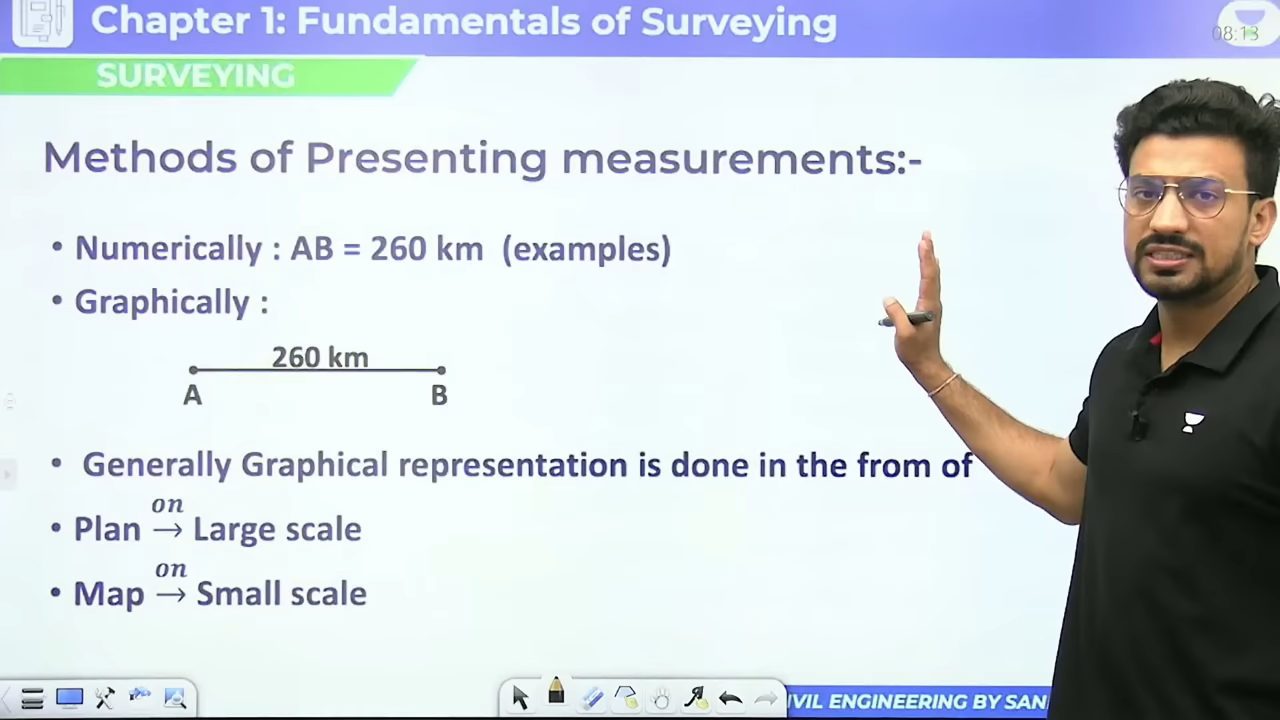 Chapter 1: Fundamentals of Surveying
08:13
SURVEYING
Methods of Presenting measurements:-
• Numerically : AB = 260 km (examples)
• Graphically :
260 km
A B
• Generally Graphical representation is done in the from of
• Plan on→ Large scale
• Map on→ Small scale
IVIL ENGINEERING BY SAN